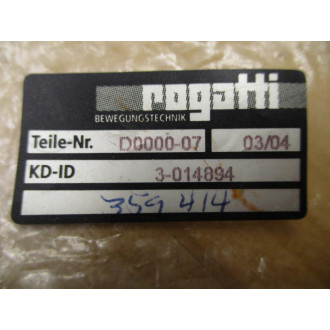 rogatti
BEWEGUNGSTECHNIK
Teile-Nr. D0000-07 03/04
KD-ID 3-014894
359 414